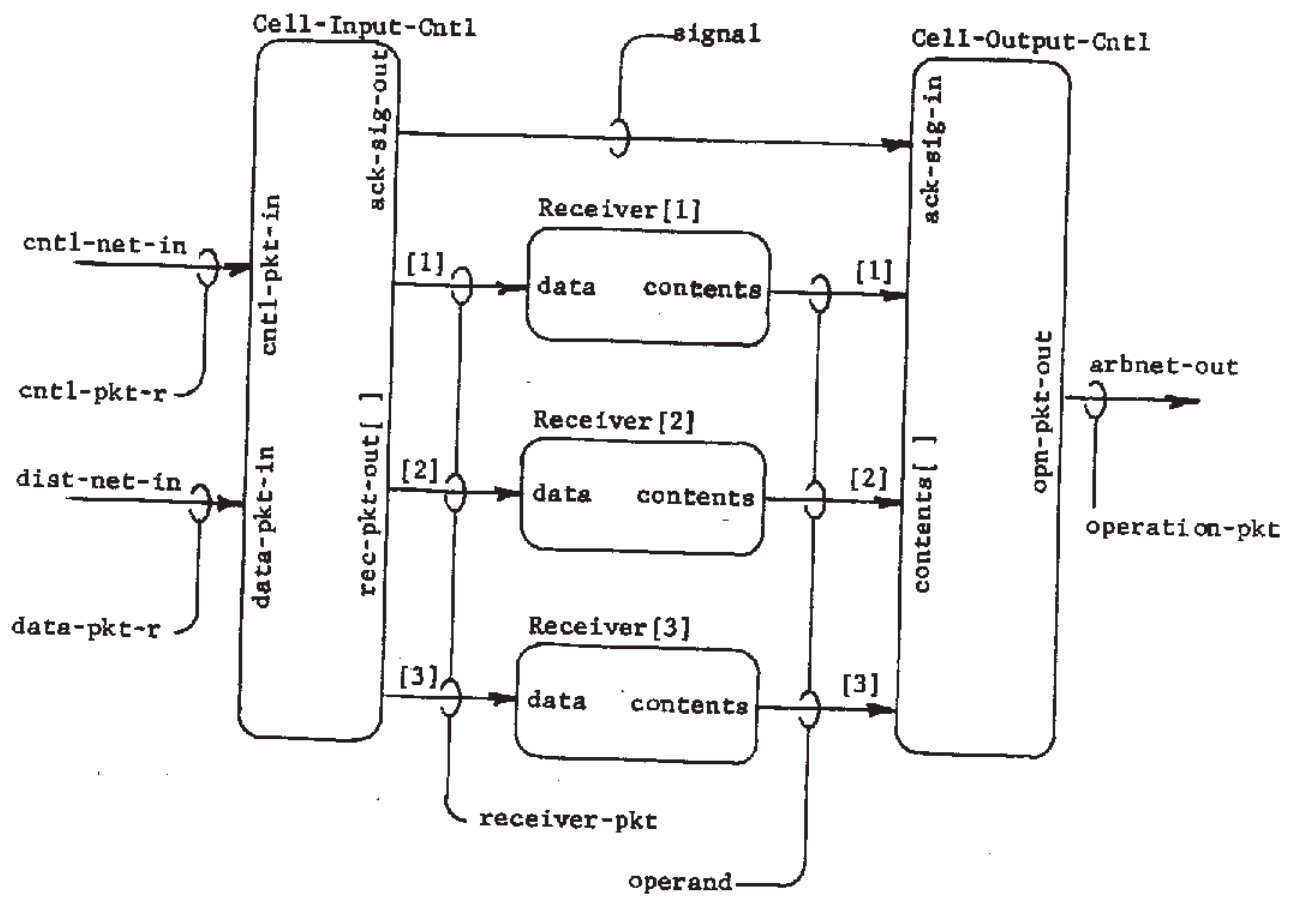 Cell-Input-Cntl
signal
Cell-Output-Cntl
ack-sig-out
ack-sig-in
Receiver[1]
cntl-net-in
cntl-pkt-in
[1]
data contents
[1]
cntl-pkt-r
arbnet-out
opn-pkt-out
Receiver[2]
dist-net-in
data-pkt-in
rec-pkt-out[ ]
[2]
data contents
[2]
contents[ ]
operation-pkt
data-pkt-r
Receiver[3]
[3]
data contents
[3]
receiver-pkt
operand